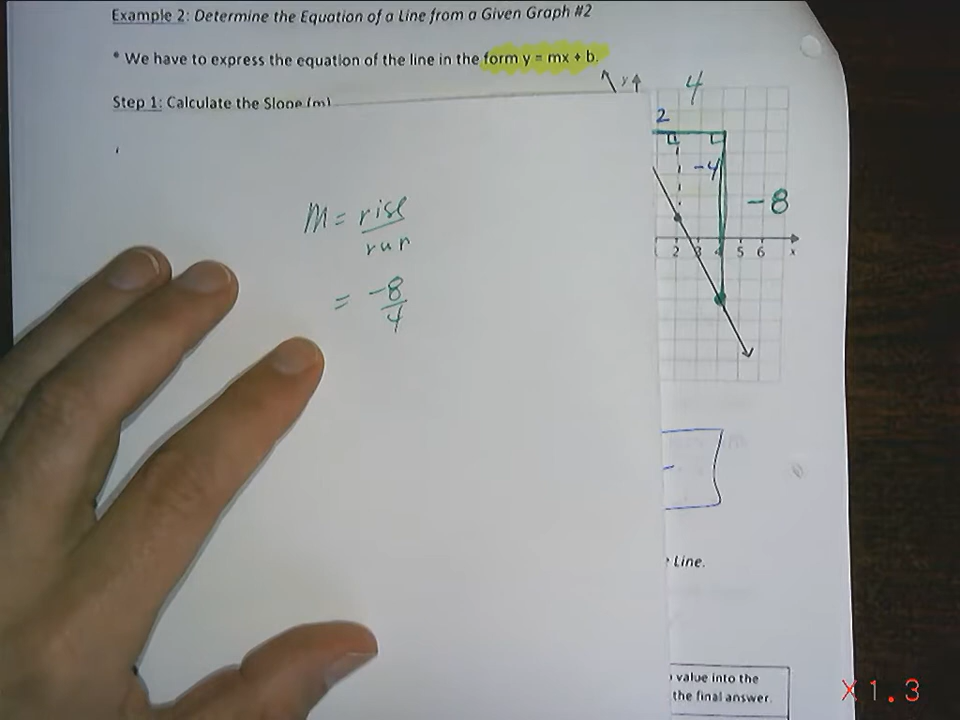 Example 2: Determine the Equation of a Line from a Given Graph #2
* We have to express the equation of the line in the form y = mx + b.
Step 1: Calculate the Slope (m)
y
4
2
-4
-8
2 3 4 5 6 x
M = rise
run
= -8
4
Line.
value into the
the final answer.
X1.3